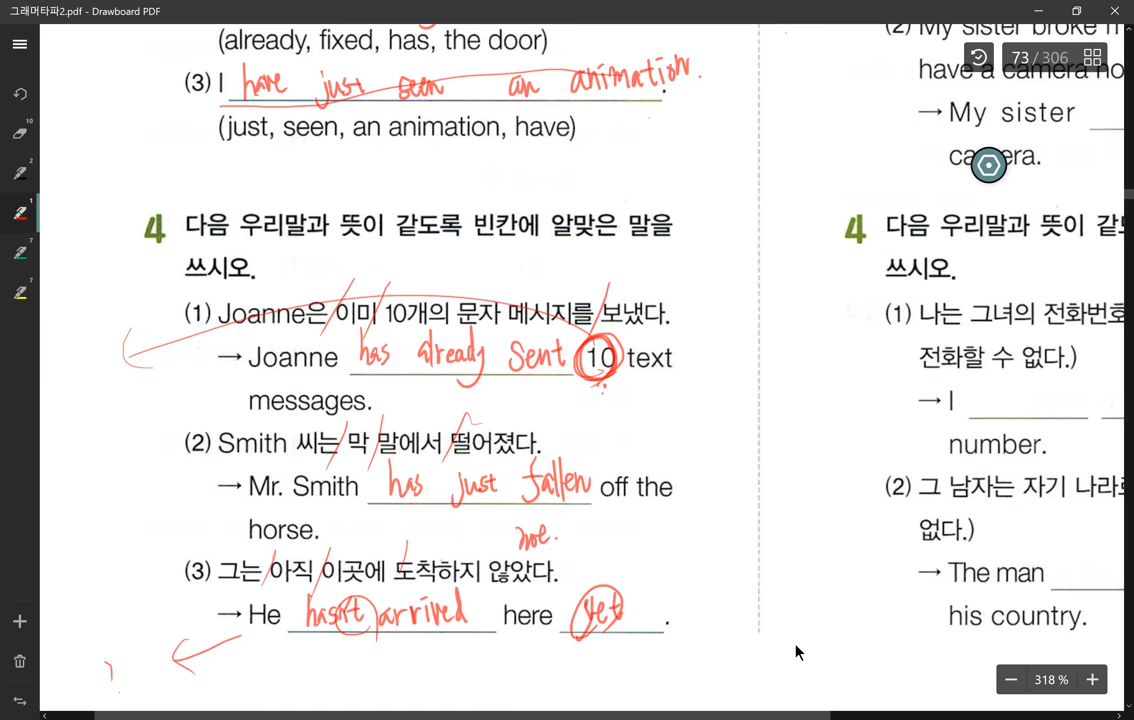 그래머타파2.pdf - Drawboard PDF
(already, fixed, has, the door)
(3) I have just seen an animation.
(just, seen, an animation, have)
4 다음 우리말과 뜻이 같도록 빈칸에 알맞은 말을
쓰시오.
(1) Joanne은 이미 10개의 문자 메시지를 보냈다.
→ Joanne has already sent 10 text
messages.
(2) Smith 씨는 막 말에서 떨어졌다.
→ Mr. Smith has just fallen off the
horse.
(3) 그는 아직 이곳에 도착하지 않았다.
→ He hasn't arrived here yet.
(2) My sister broke
have a camera
→ My sister
camera.
4 다음 우리말과 뜻이
쓰시오.
(1) 나는 그녀의 전화번호
전화할 수 없다.)
→ I
number.
(2) 그 남자는 자기
없다.)
→ The man
his country.
73 / 306
10
2
1
7
7
318 %